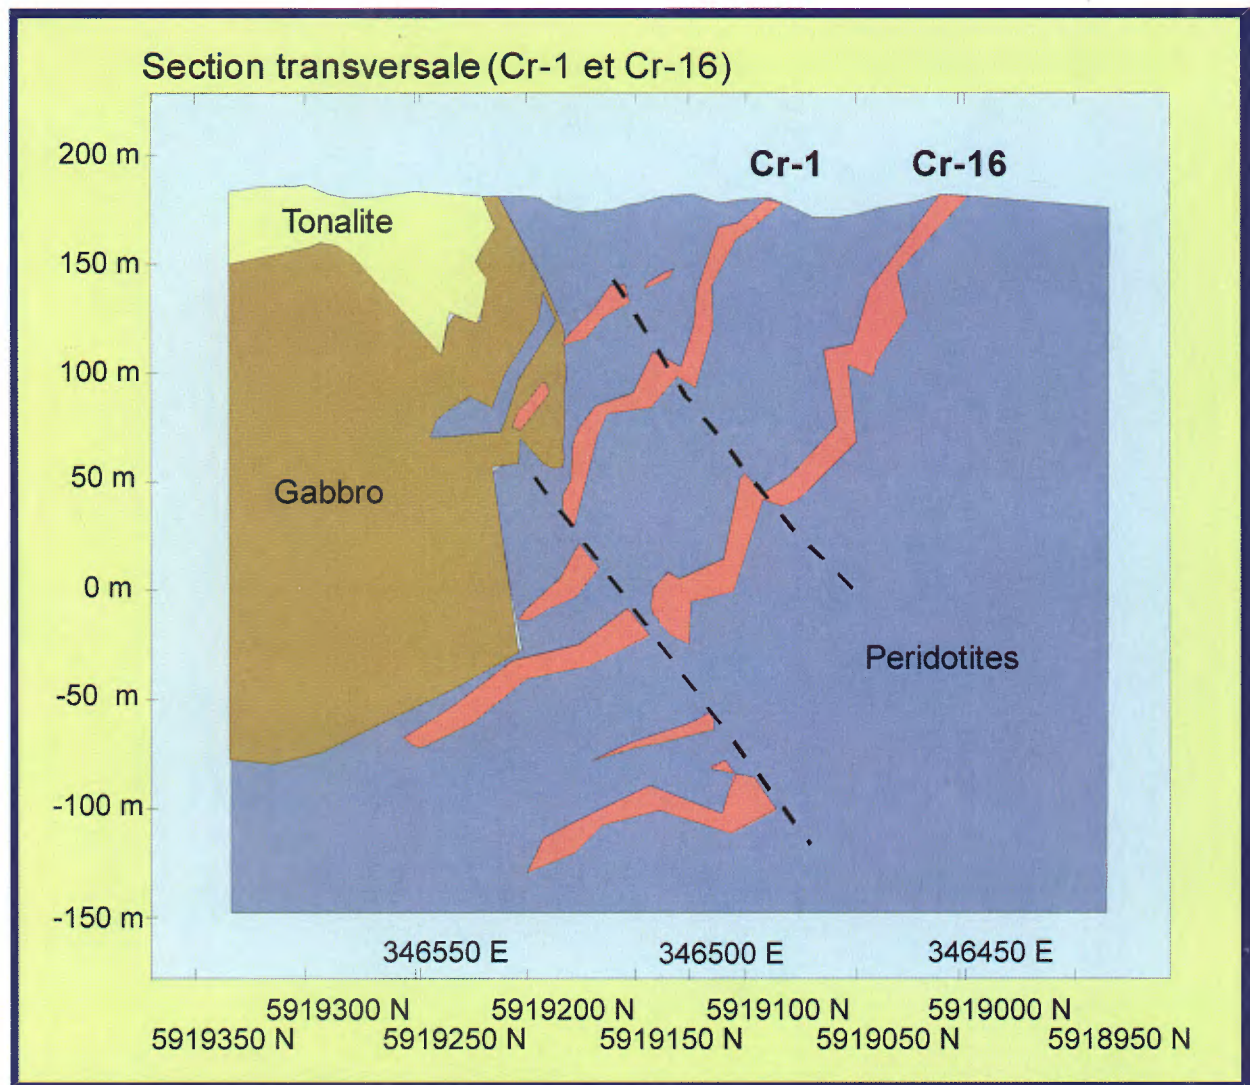 Section transversale (Cr-1 et Cr-16)
200 m
Cr-1
Cr-16
Tonalite
150 m
100 m
50 m
Gabbro
0 m
Peridotites
-50 m
-100 m
-150 m
346550 E
346500 E
346450 E
5919300 N
5919200 N
5919100 N
5919000 N
5919350 N
5919250 N
5919150 N
5919050 N
5918950 N